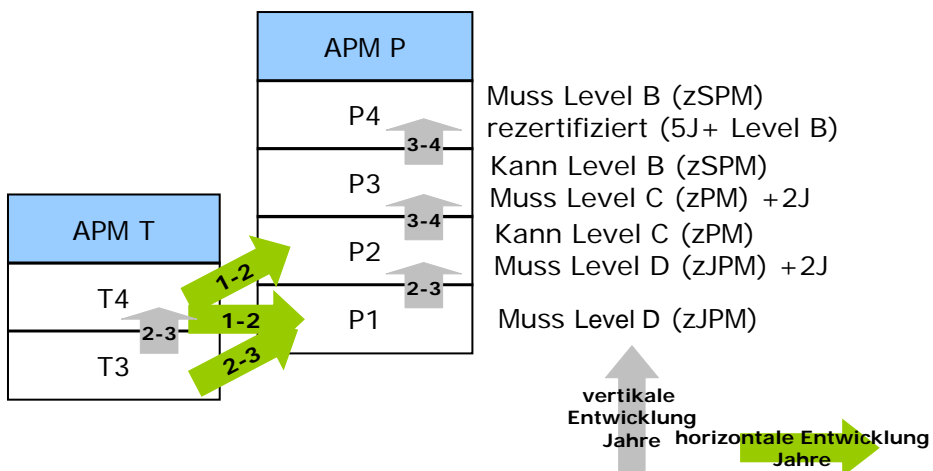 APM P
P4
3-4
P3
3-4
P2
2-3
P1
Muss Level B (zSPM)
rezertifiziert (5J+ Level B)
Kann Level B (zSPM)
Muss Level C (zPM) +2J
Kann Level C (zPM)
Muss Level D (zJPM) +2J
Muss Level D (zJPM)
APM T
T4
2-3
T3
1-2
1-2
2-3
vertikale
Entwicklung
Jahre
horizontale Entwicklung
Jahre